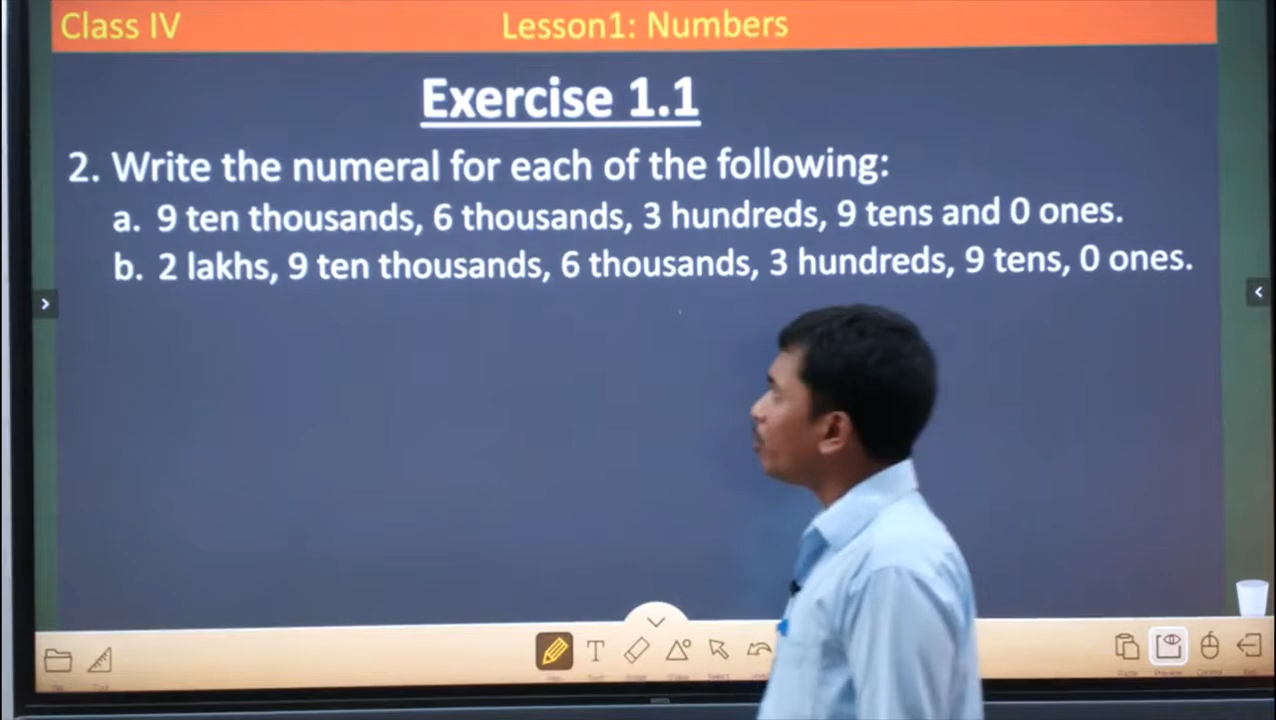 Class IV Lesson1: Numbers
Exercise 1.1
2. Write the numeral for each of the following:
a. 9 ten thousands, 6 thousands, 3 hundreds, 9 tens and 0 ones.
b. 2 lakhs, 9 ten thousands, 6 thousands, 3 hundreds, 9 tens, 0 ones.